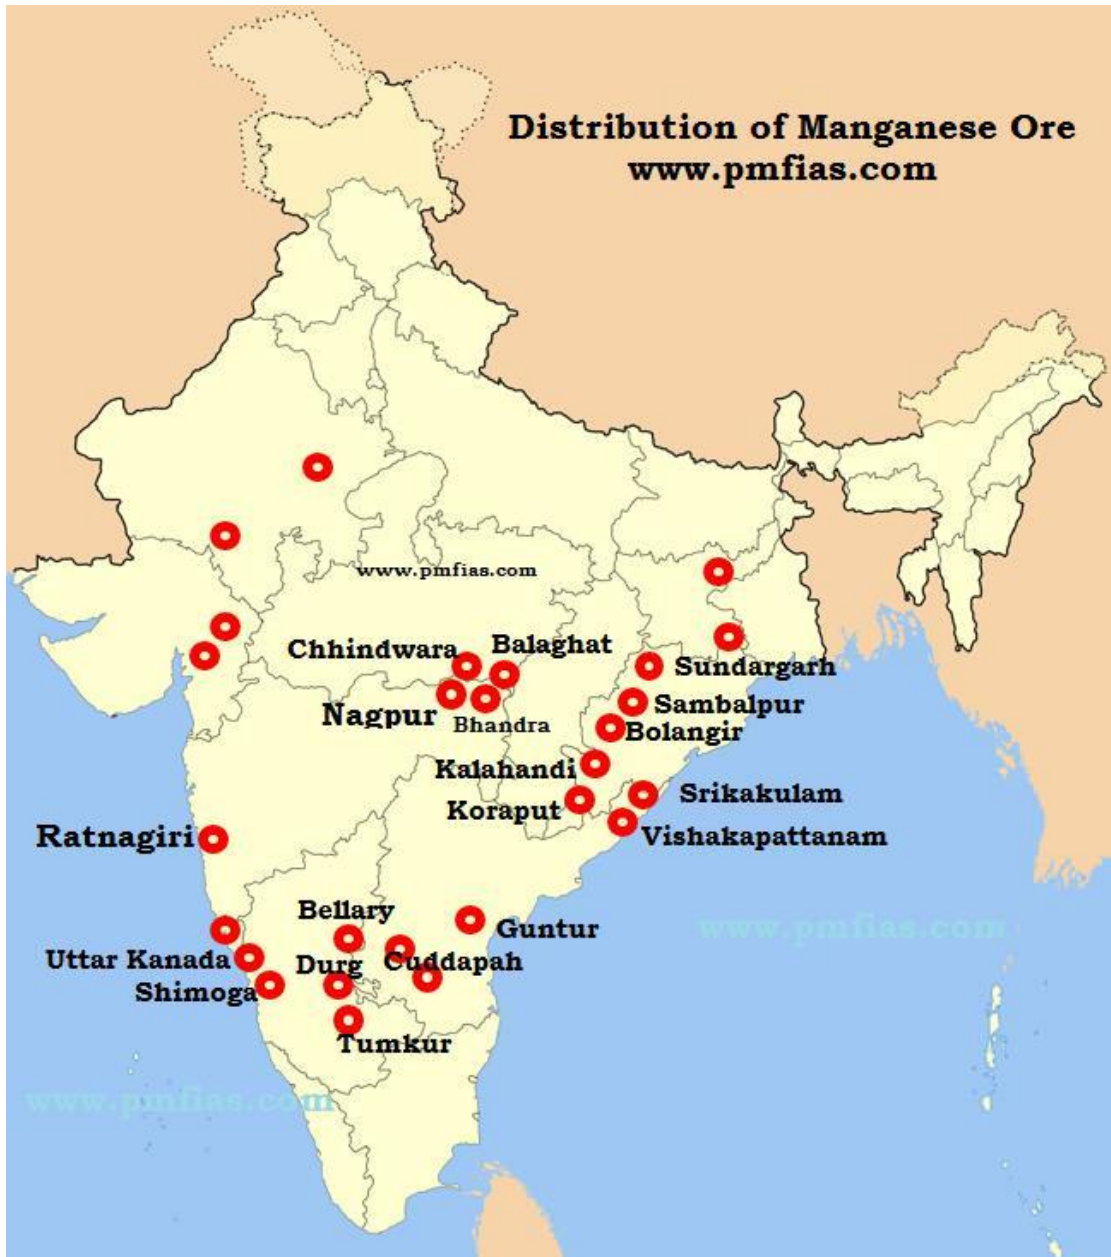 Distribution of Manganese Ore
www.pmfias.com
www.pmfias.com
Chhindwara
Balaghat
Nagpur
Bhandra
Sundargarh
Sambalpur
Bolangir
Kalahandi
Koraput
Srikakulam
Vishakapattanam
Ratnagiri
Bellary
Guntur
www.pmfias.com
Uttar Kanada
Durg
Cuddapah
Shimoga
Tumkur
www.pmfias.com